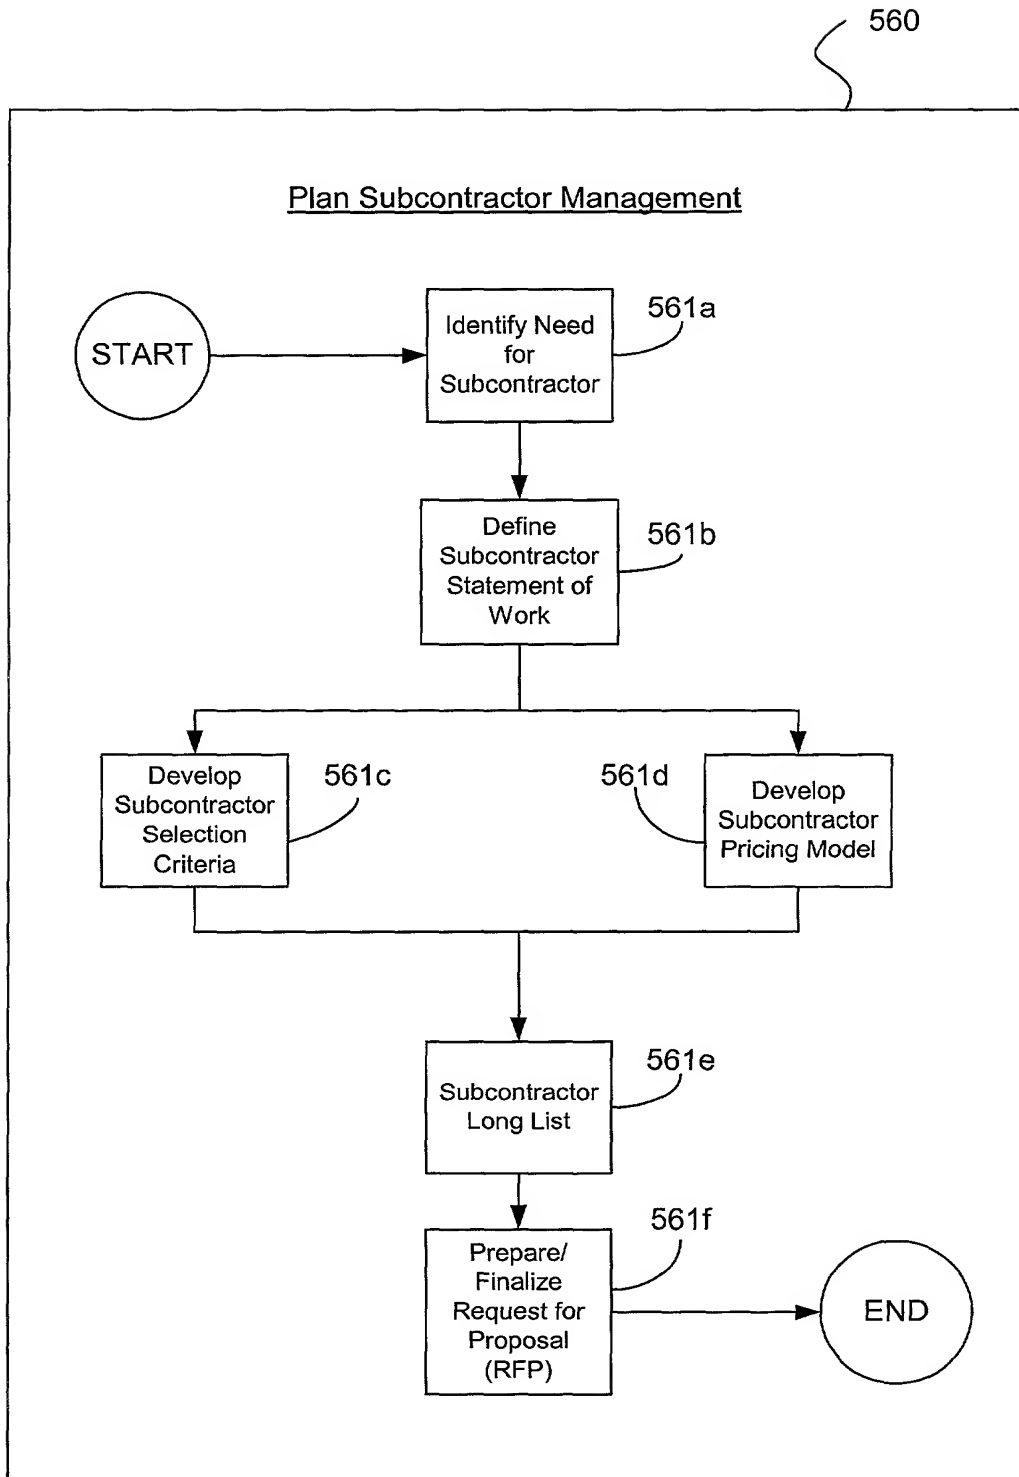 560
Plan Subcontractor Management
START
Identify Need
for
Subcontractor
561a
Define
Subcontractor
Statement of
Work
561b
Develop
Subcontractor
Selection
Criteria
561c
561d
Develop
Subcontractor
Pricing Model
Subcontractor
Long List
561e
Prepare/
Finalize
Request for
Proposal
(RFP)
561f
END